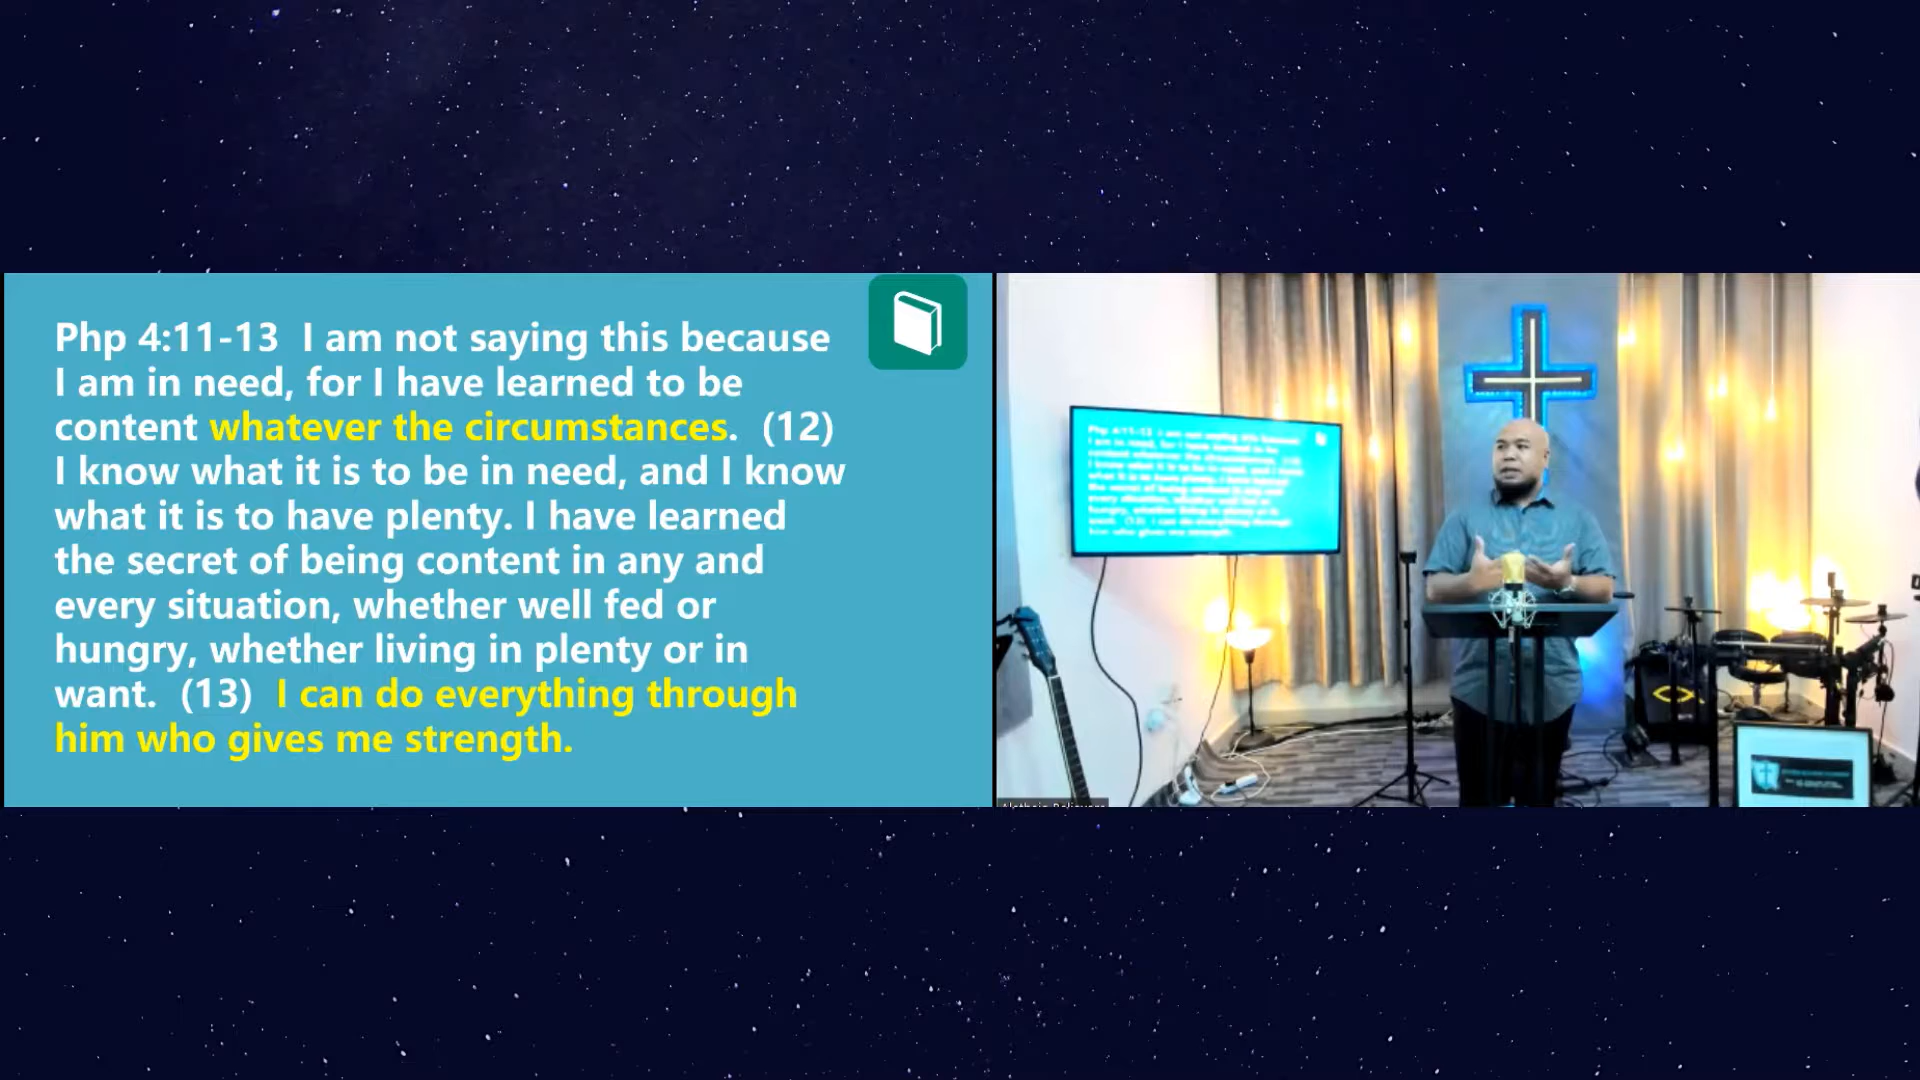 Php 4:11-13  I am not saying this because
I am in need, for I have learned to be
content whatever the circumstances.  (12)
I know what it is to be in need, and I know
what it is to have plenty. I have learned
the secret of being content in any and
every situation, whether well fed or
hungry, whether living in plenty or in
want.  (13)  I can do everything through
him who gives me strength.